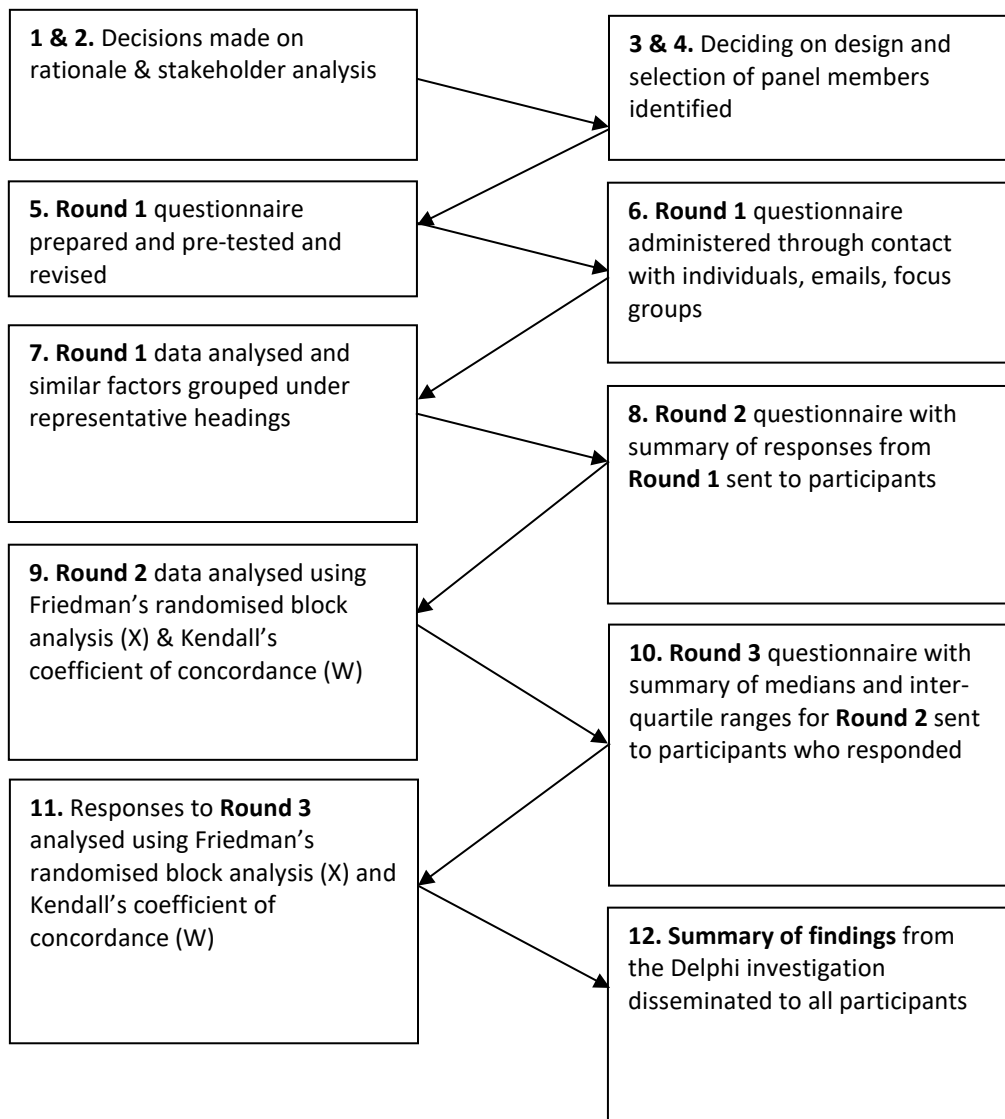 1 & 2. Decisions made on
rationale & stakeholder analysis
3 & 4. Deciding on design and
selection of panel members
identified
5. Round 1 questionnaire
prepared and pre-tested and
revised
6. Round 1 questionnaire
administered through contact
with individuals, emails, focus
groups
7. Round 1 data analysed and
similar factors grouped under
representative headings
8. Round 2 questionnaire with
summary of responses from
Round 1 sent to participants
9. Round 2 data analysed using
Friedman’s randomised block
analysis (X) & Kendall’s
coefficient of concordance (W)
10. Round 3 questionnaire with
summary of medians and inter-
quartile ranges for Round 2 sent
to participants who responded
11. Responses to Round 3
analysed using Friedman’s
randomised block analysis (X) and
Kendall’s coefficient of
concordance (W)
12. Summary of findings from
the Delphi investigation
disseminated to all participants